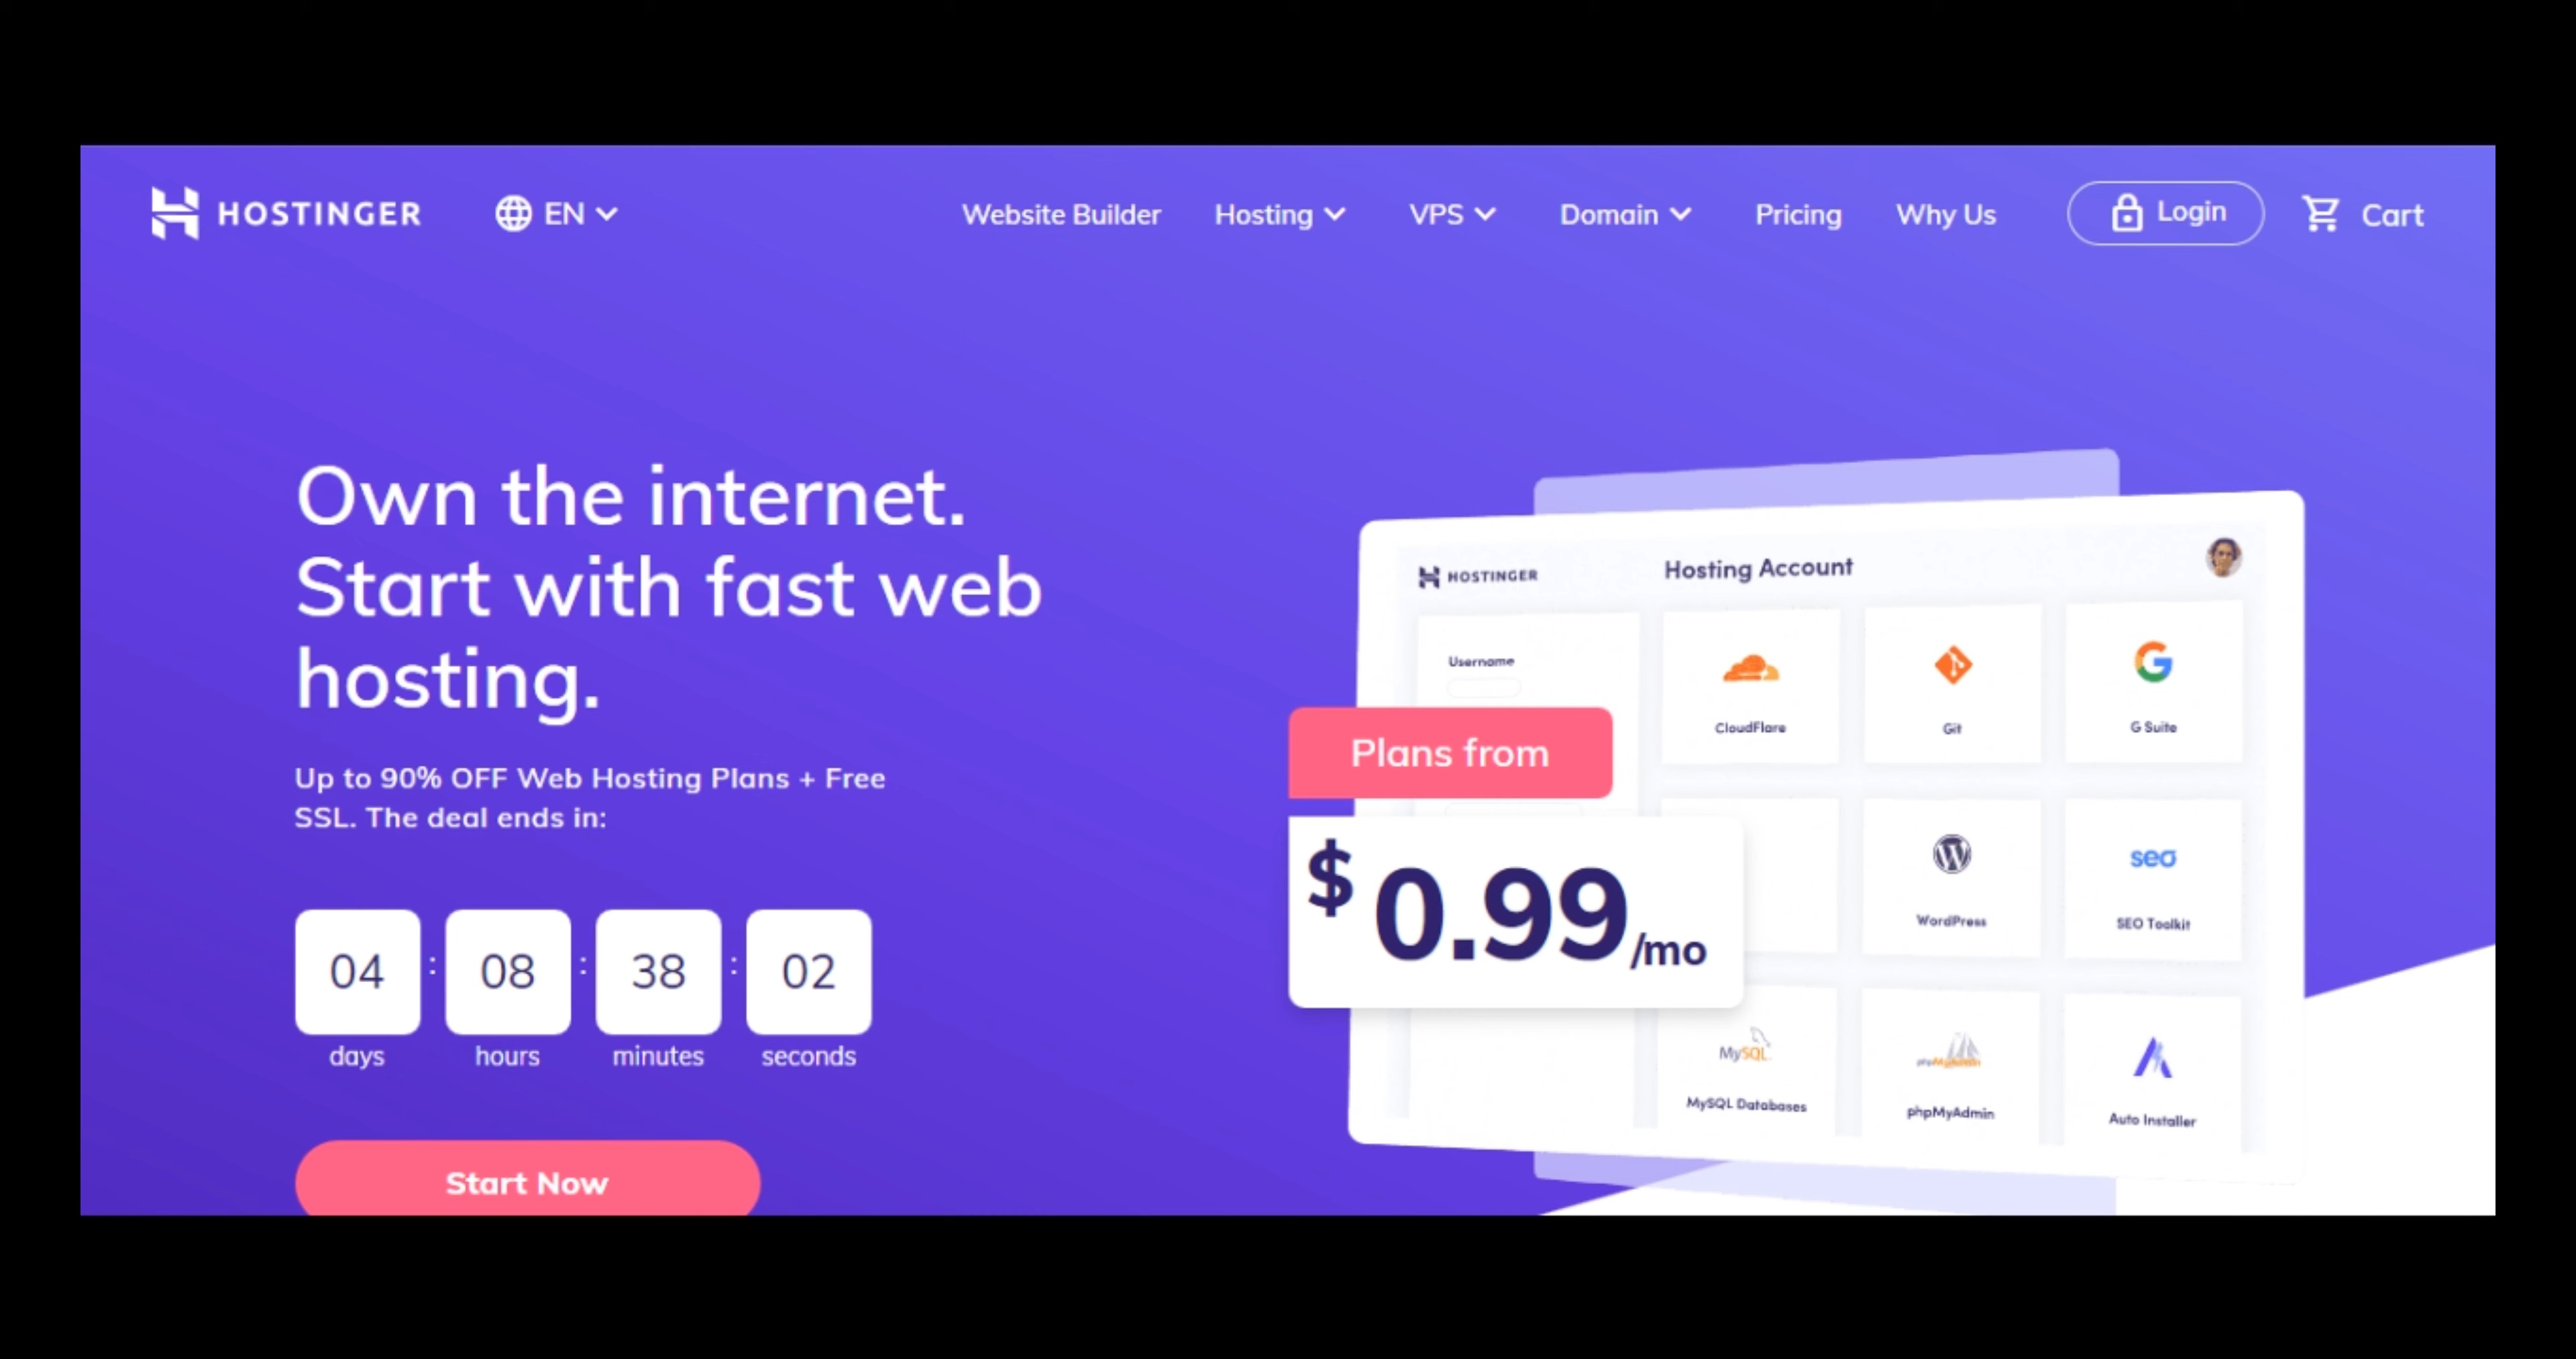 HOSTINGER
EN
Website Builder
Hosting
VPS
Domain
Pricing
Why Us
Login
Cart
Own the internet.
Start with fast web
hosting.
Up to 90% OFF Web Hosting Plans + Free
SSL. The deal ends in:
04 : 08 : 38 : 02
days hours minutes seconds
Start Now
HOSTINGER
Hosting Account
Username
CloudFlare
Git
G Suite
Plans from
$ 0.99/mo
WordPress
seo
SEO Toolkit
MySQL
MySQL Databases
phpMyAdmin
phpMyAdmin
Auto Installer